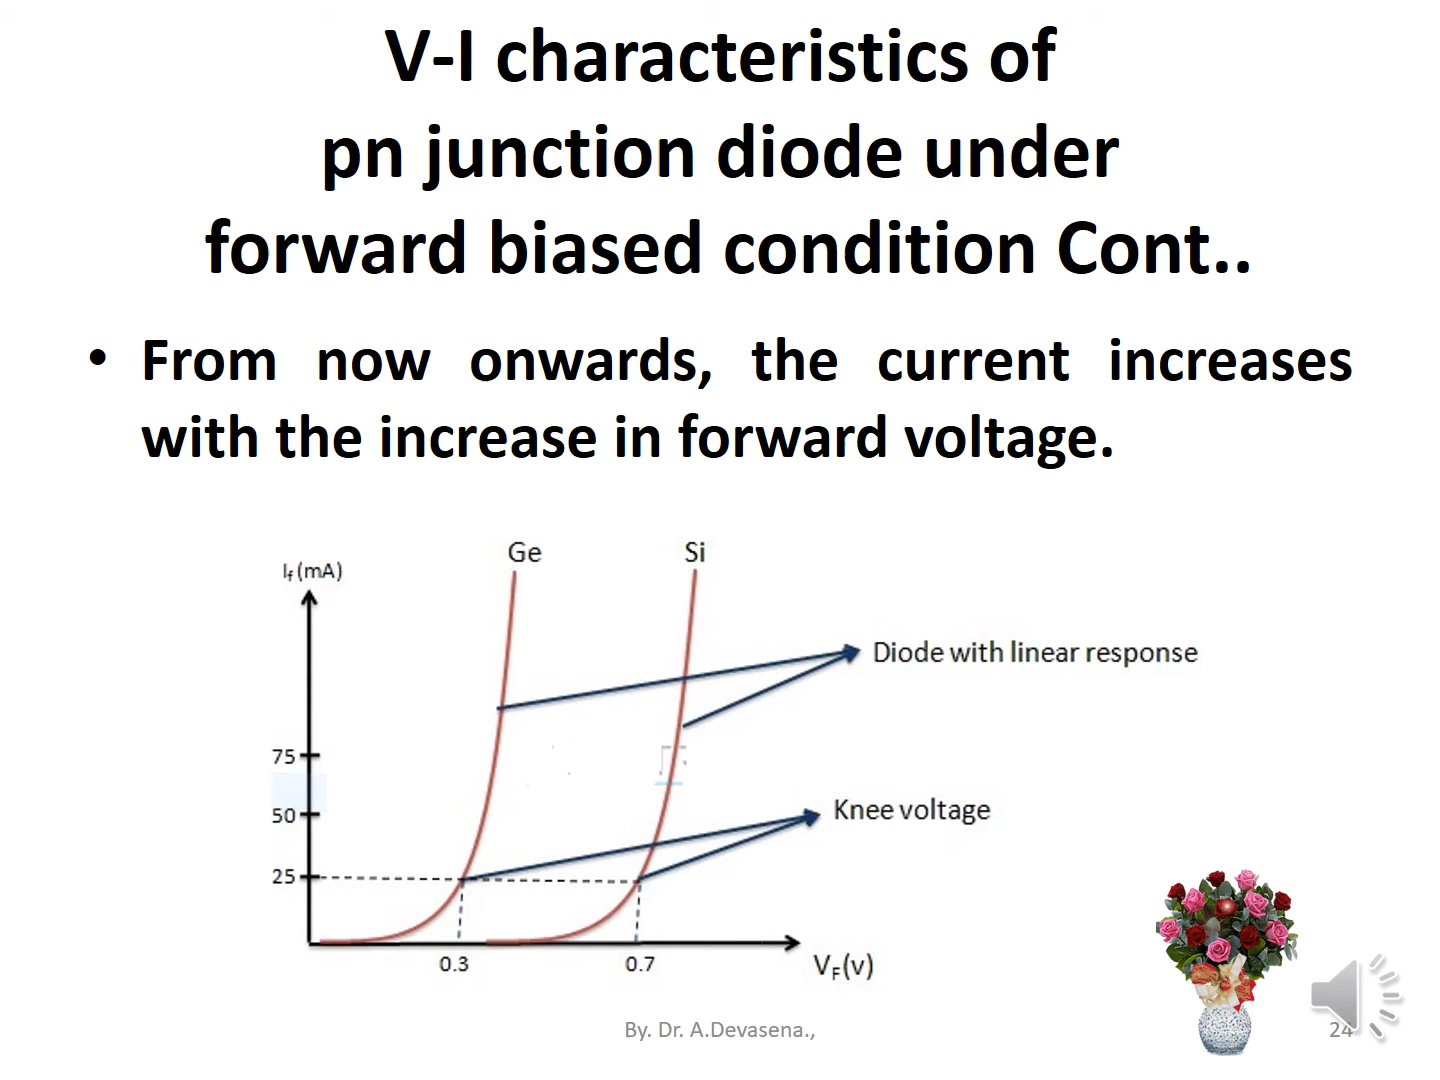 V-I characteristics of
pn junction diode under
forward biased condition Cont..
• From now onwards, the current increases
with the increase in forward voltage.
Ge
Si
If (mA)
Diode with linear response
75
Knee voltage
50
25
0.3
0.7
VF(v)
By. Dr. A.Devasena.,
24